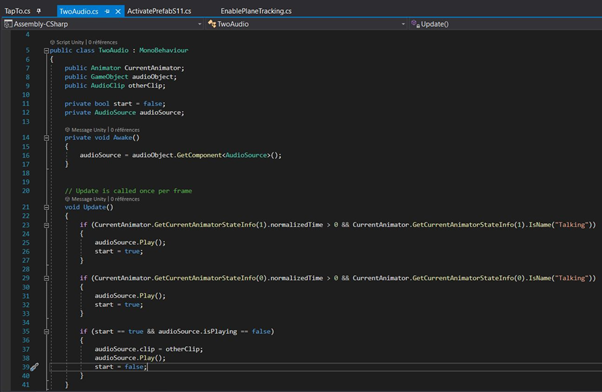 TapTo.cs TwoAudio.cs ActivatePrefabS11.cs EnablePlaneTracking.cs
Assembly-CSharp TwoAudio Update()
4
Script Unity | 0 références
5 public class TwoAudio : MonoBehaviour
6 {
7 public Animator CurrentAnimator;
8 public GameObject audioObject;
9 public AudioClip otherClip;
10
11 private bool start = false;
12 private AudioSource audioSource;
13
Message Unity | 0 références
14 private void Awake()
15 {
16 audioSource = audioObject.GetComponent<AudioSource>();
17 }
18
19
20 // Update is called once per frame
Message Unity | 0 références
21 void Update()
22 {
23 if (CurrentAnimator.GetCurrentAnimatorStateInfo(1).normalizedTime > 0 && CurrentAnimator.GetCurrentAnimatorStateInfo(1).IsName("Talking"))
24 {
25 audioSource.Play();
26 start = true;
27 }
28
29 if (CurrentAnimator.GetCurrentAnimatorStateInfo(0).normalizedTime > 0 && CurrentAnimator.GetCurrentAnimatorStateInfo(0).IsName("Talking"))
30 {
31 audioSource.Play();
32 start = true;
33 }
34
35 if (start == true && audioSource.isPlaying == false)
36 {
37 audioSource.clip = otherClip;
38 audioSource.Play();
39 start = false;
40 }
41 }